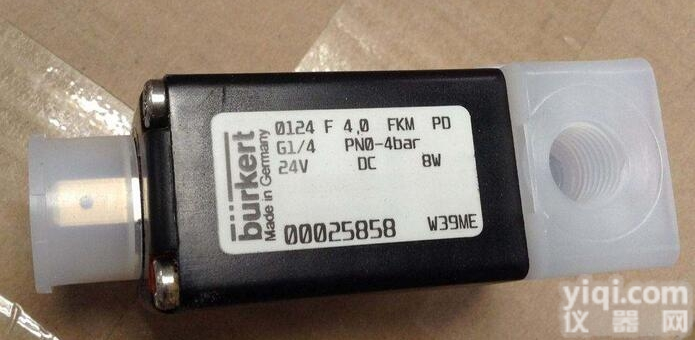 bürkert
Made in Germany
0124 F 4,0 FKM PD
G1/4 PN0-4bar
24V DC 8W
00025858 W39ME
yiqi.com
仪器网